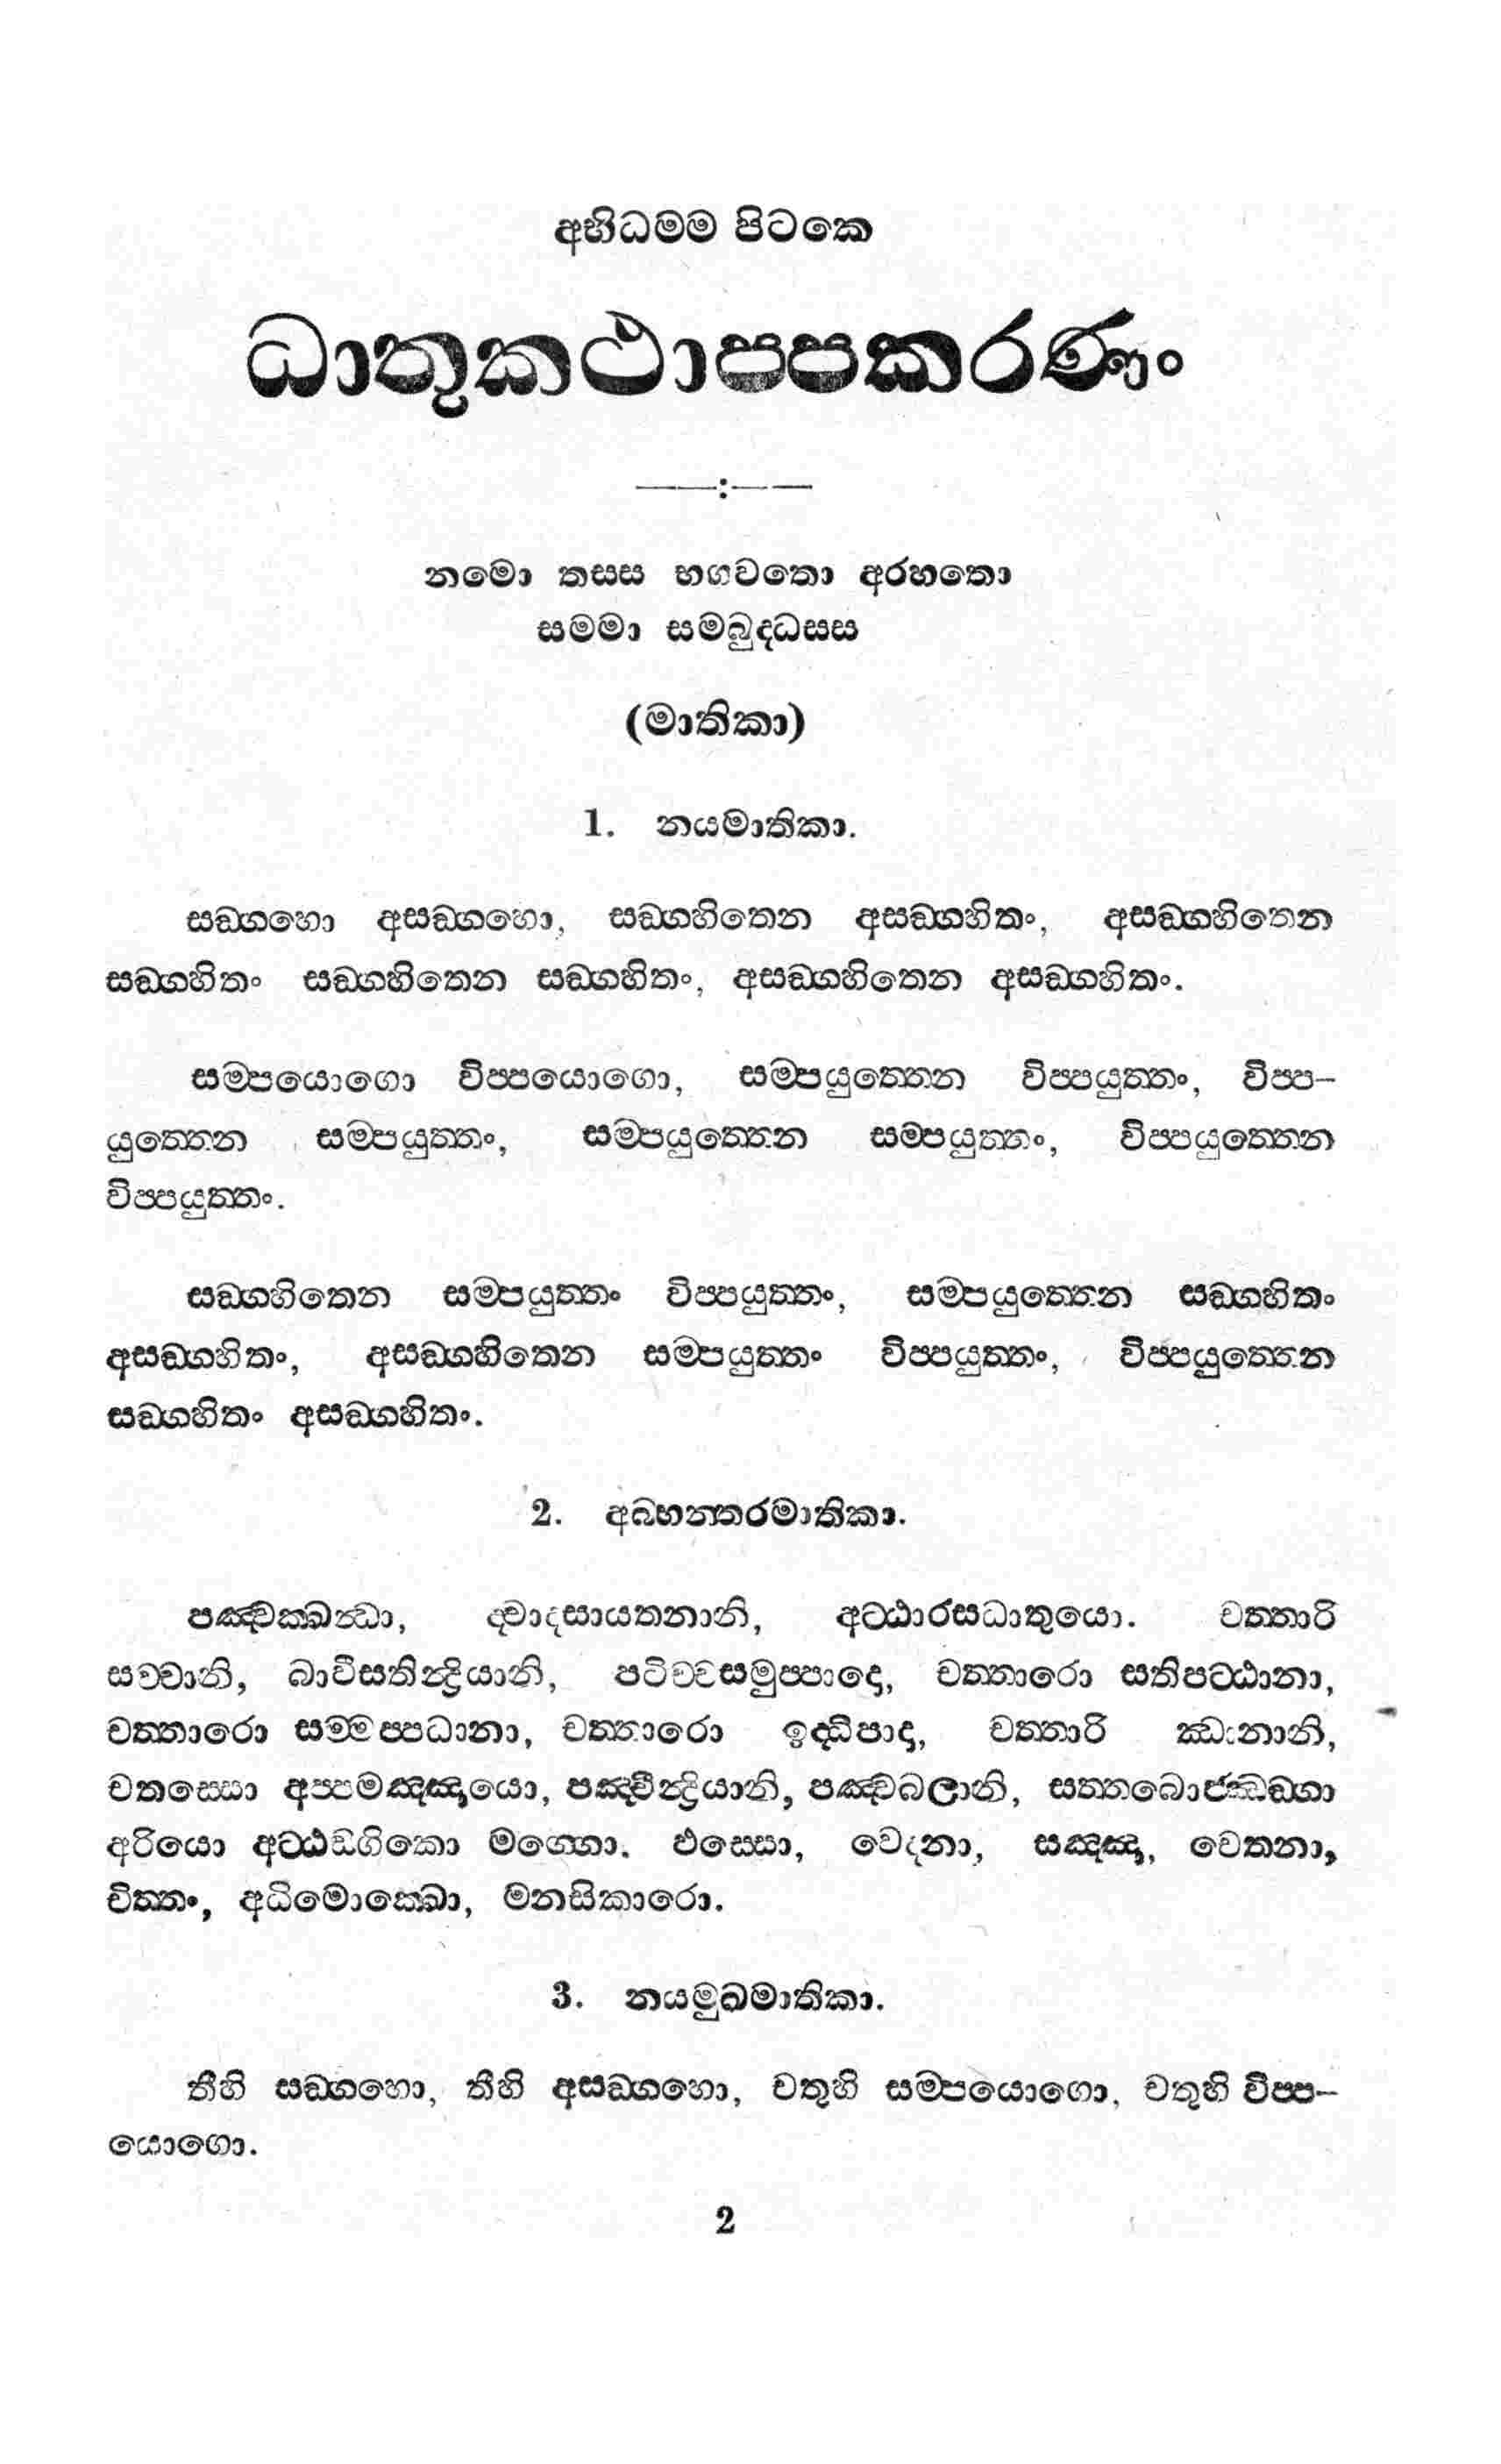 අභිධම්ම පිටකෙ
ධාතුකථාප්පකරණං
——:——
නමො තස්ස භගවතො අරහතො
සම්මා සම්බුද්ධස්ස
(මාතිකා)
1. නයමාතිකා.
සඞ්ගහො අසඞ්ගහො, සඞ්ගහිතෙන අසඞ්ගහිතං, අසඞ්ගහිතෙන
සඞ්ගහිතං සඞ්ගහිතෙන සඞ්ගහිතං, අසඞ්ගහිතෙන අසඞ්ගහිතං.
සම්පයොගො විප්පයොගො, සම්පයුත්තෙන විප්පයුත්තං, විප්ප–
යුත්තෙන සම්පයුත්තං, සම්පයුත්තෙන සම්පයුත්තං, විප්පයුත්තෙන
විප්පයුත්තං.
සඞ්ගහිතෙන සම්පයුත්තං විප්පයුත්තං, සම්පයුත්තෙන සඞ්ගහිතං
අසඞ්ගහිතං, අසඞ්ගහිතෙන සම්පයුත්තං විප්පයුත්තං, විප්පයුත්තෙන
සඞ්ගහිතං අසඞ්ගහිතං.
2. අබ්භන්තරමාතිකා.
පඤ්චක්ඛන්ධා, ද්වාදසායතනානි, අට්ඨාරසධාතුයො. චත්තාරි
සච්චානි, බාවීසතින්ද්‍රියානි, පටිච්චසමුප්පාදො, චත්තාරො සතිපට්ඨානා,
චත්තාරො සම්මප්පධානා, චත්තාරො ඉද්ධිපාදා, චත්තාරි ඣානානි,
චතස්සො අප්පමඤ්ඤායො, පඤ්චින්ද්‍රියානි, පඤ්චබලානි, සත්තබොජ්ඣඞ්ගා
අරියො අට්ඨඞ්ගිකො මග්ගො. ඵස්සො, වෙදනා, සඤ්ඤා, චෙතනා,
චිත්තං, අධිමොක්ඛො, මනසිකාරො.
3. නයමුඛමාතිකා.
තීහි සඞ්ගහො, තීහි අසඞ්ගහො, චතුහි සම්පයොගො, චතුහි විප්ප–
යොගො.
2